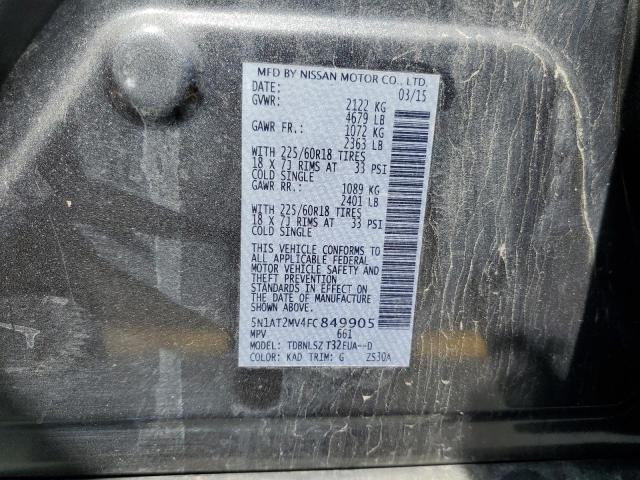 MFD BY NISSAN MOTOR CO., LTD.
DATE: 03/15
GVWR: 2122 KG
4679 LB
GAWR FR.: 1072 KG
2363 LB
WITH 225/60R18 TIRES
18 X 7J RIMS AT 33 PSI
COLD SINGLE
GAWR RR.: 1089 KG
2401 LB
WITH 225/60R18 TIRES
18 X 7J RIMS AT 33 PSI
COLD SINGLE
THIS VEHICLE CONFORMS TO
ALL APPLICABLE FEDERAL
MOTOR VEHICLE SAFETY AND
THEFT PREVENTION
STANDARDS IN EFFECT ON
THE DATE OF MANUFACTURE
SHOWN ABOVE.
5N1AT2MV4FC849905
MPV 661
MODEL: TDBNLSZ T32EUA--D
COLOR: KAD TRIM: G ZS30A